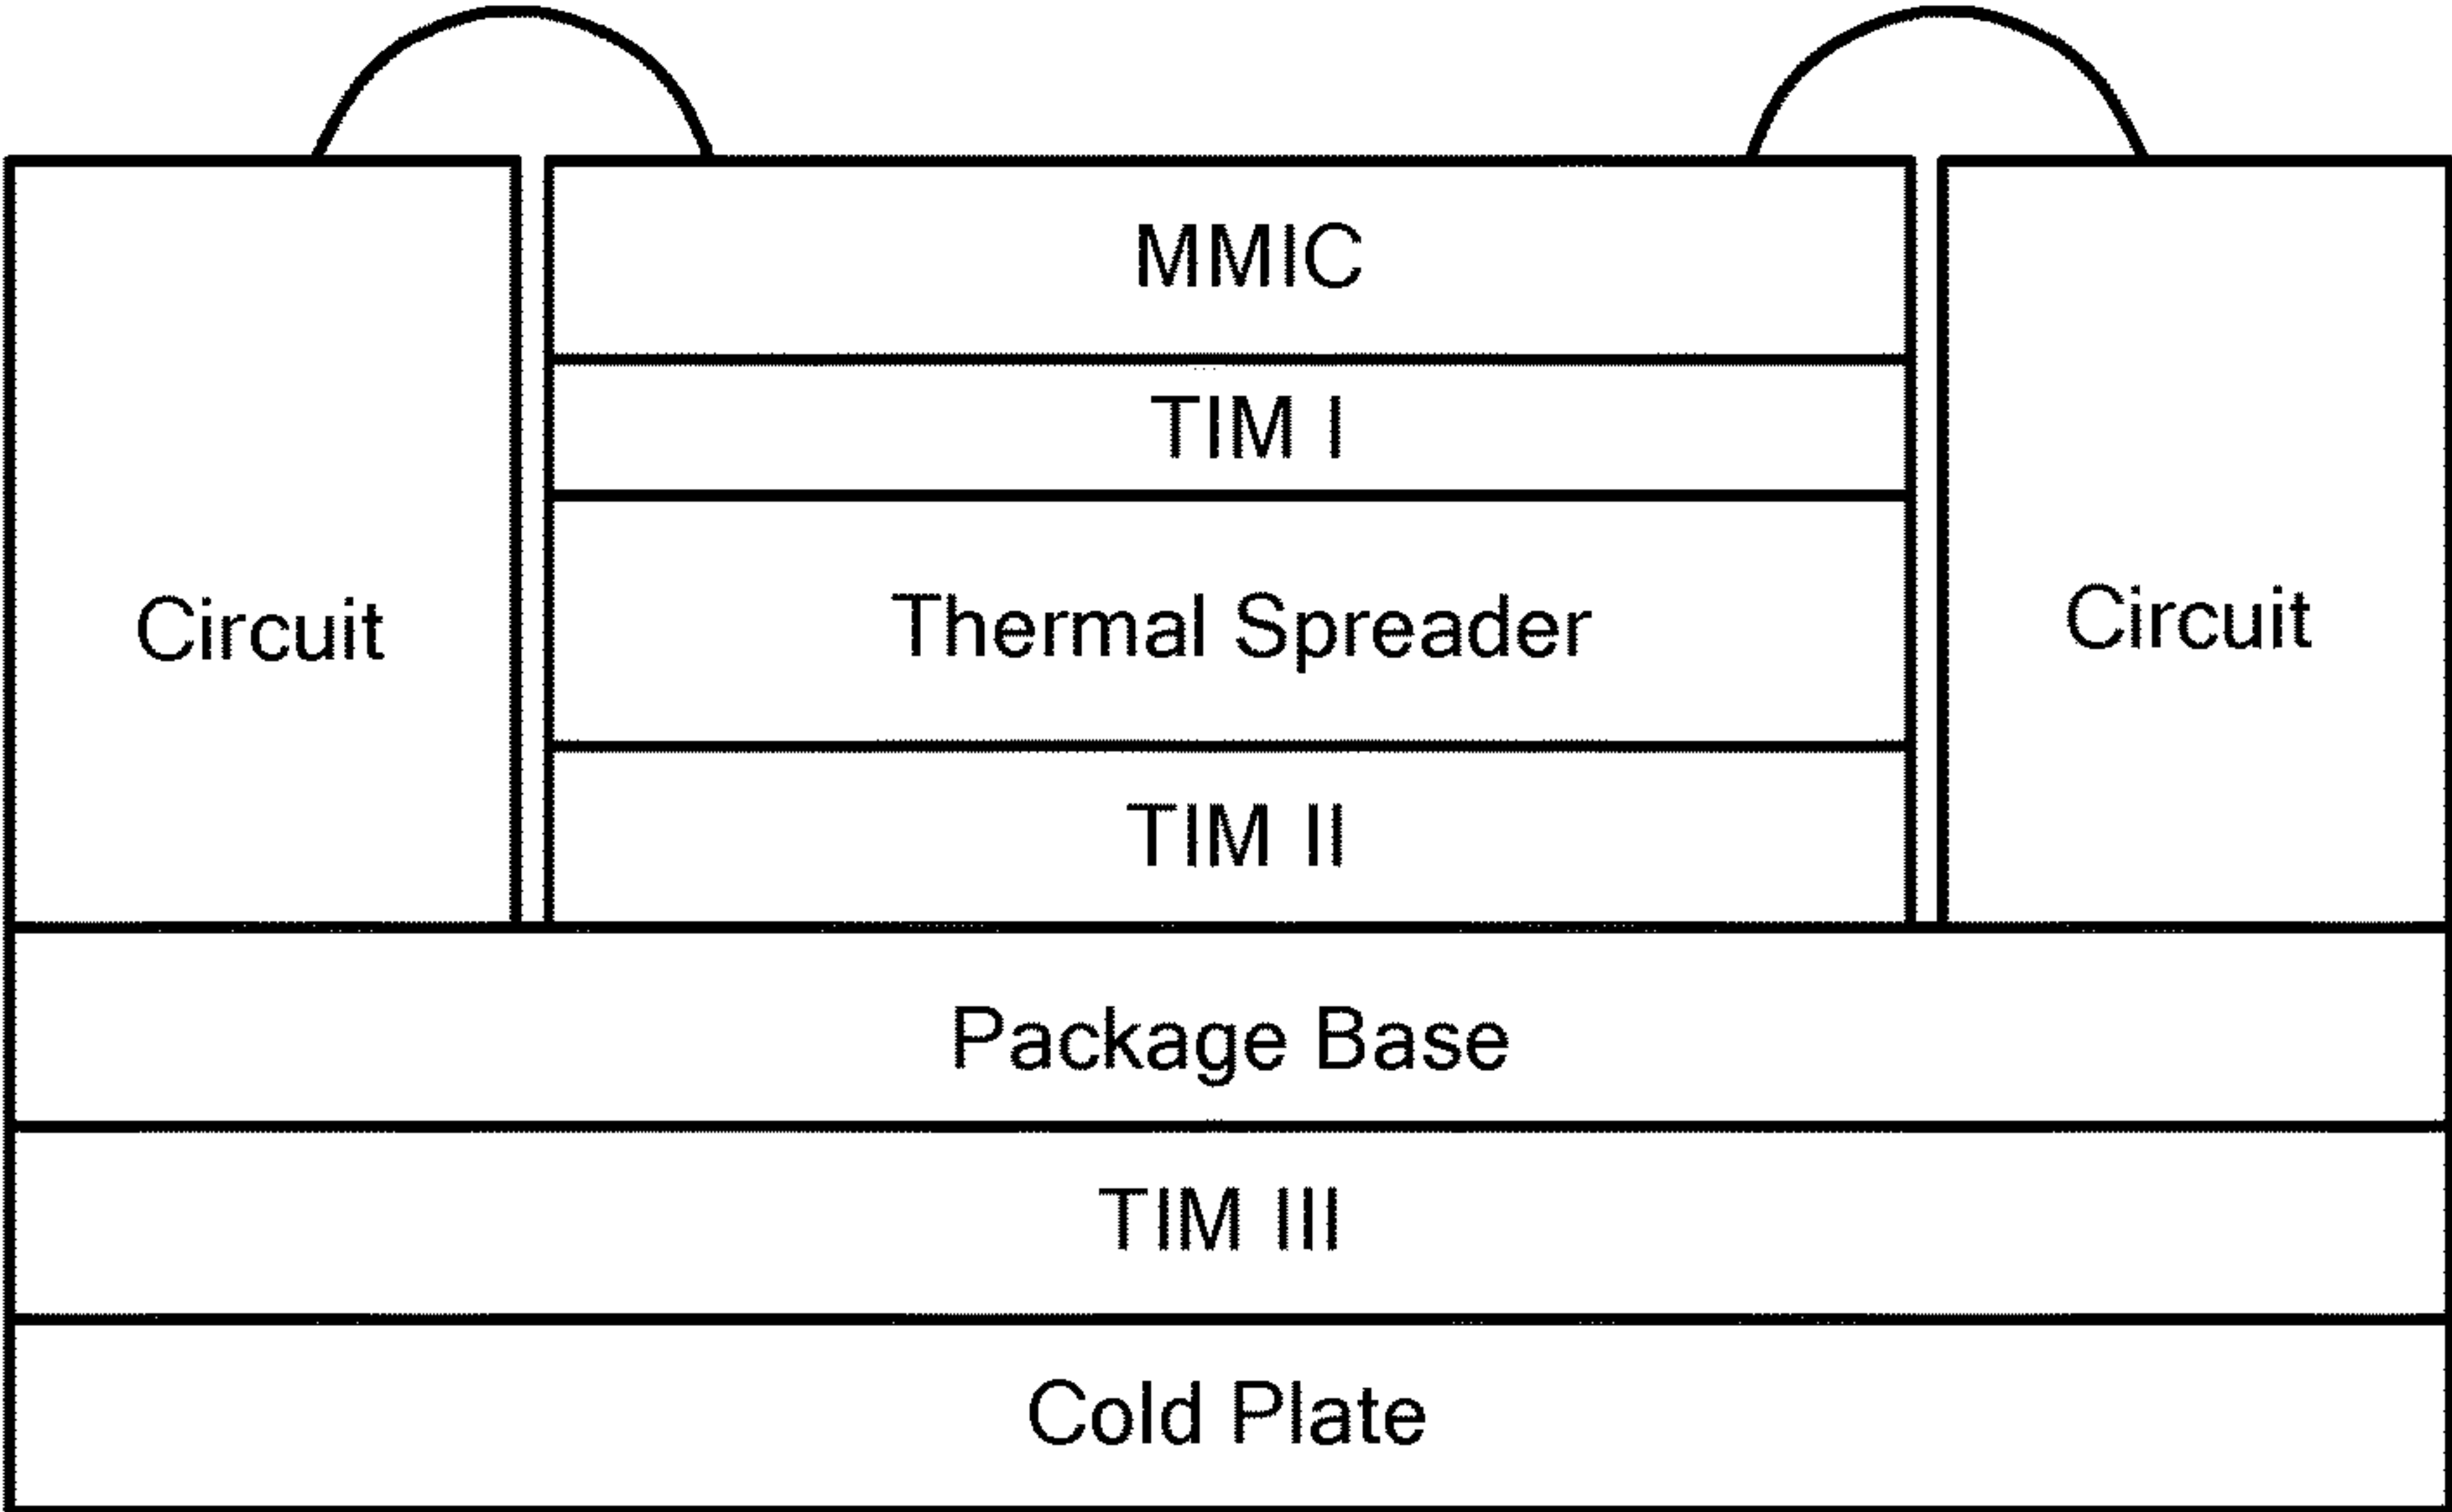 MMIC
TIM I
Circuit
Thermal Spreader
Circuit
TIM II
Package Base
TIM III
Cold Plate